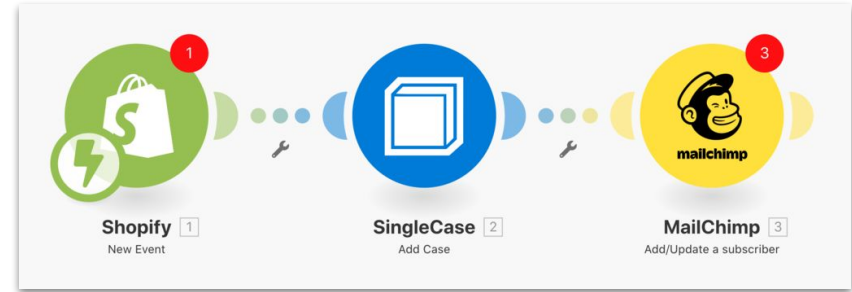 1
3
S
mailchimp
Shopify 1
New Event
SingleCase 2
Add Case
MailChimp 3
Add/Update a subscriber